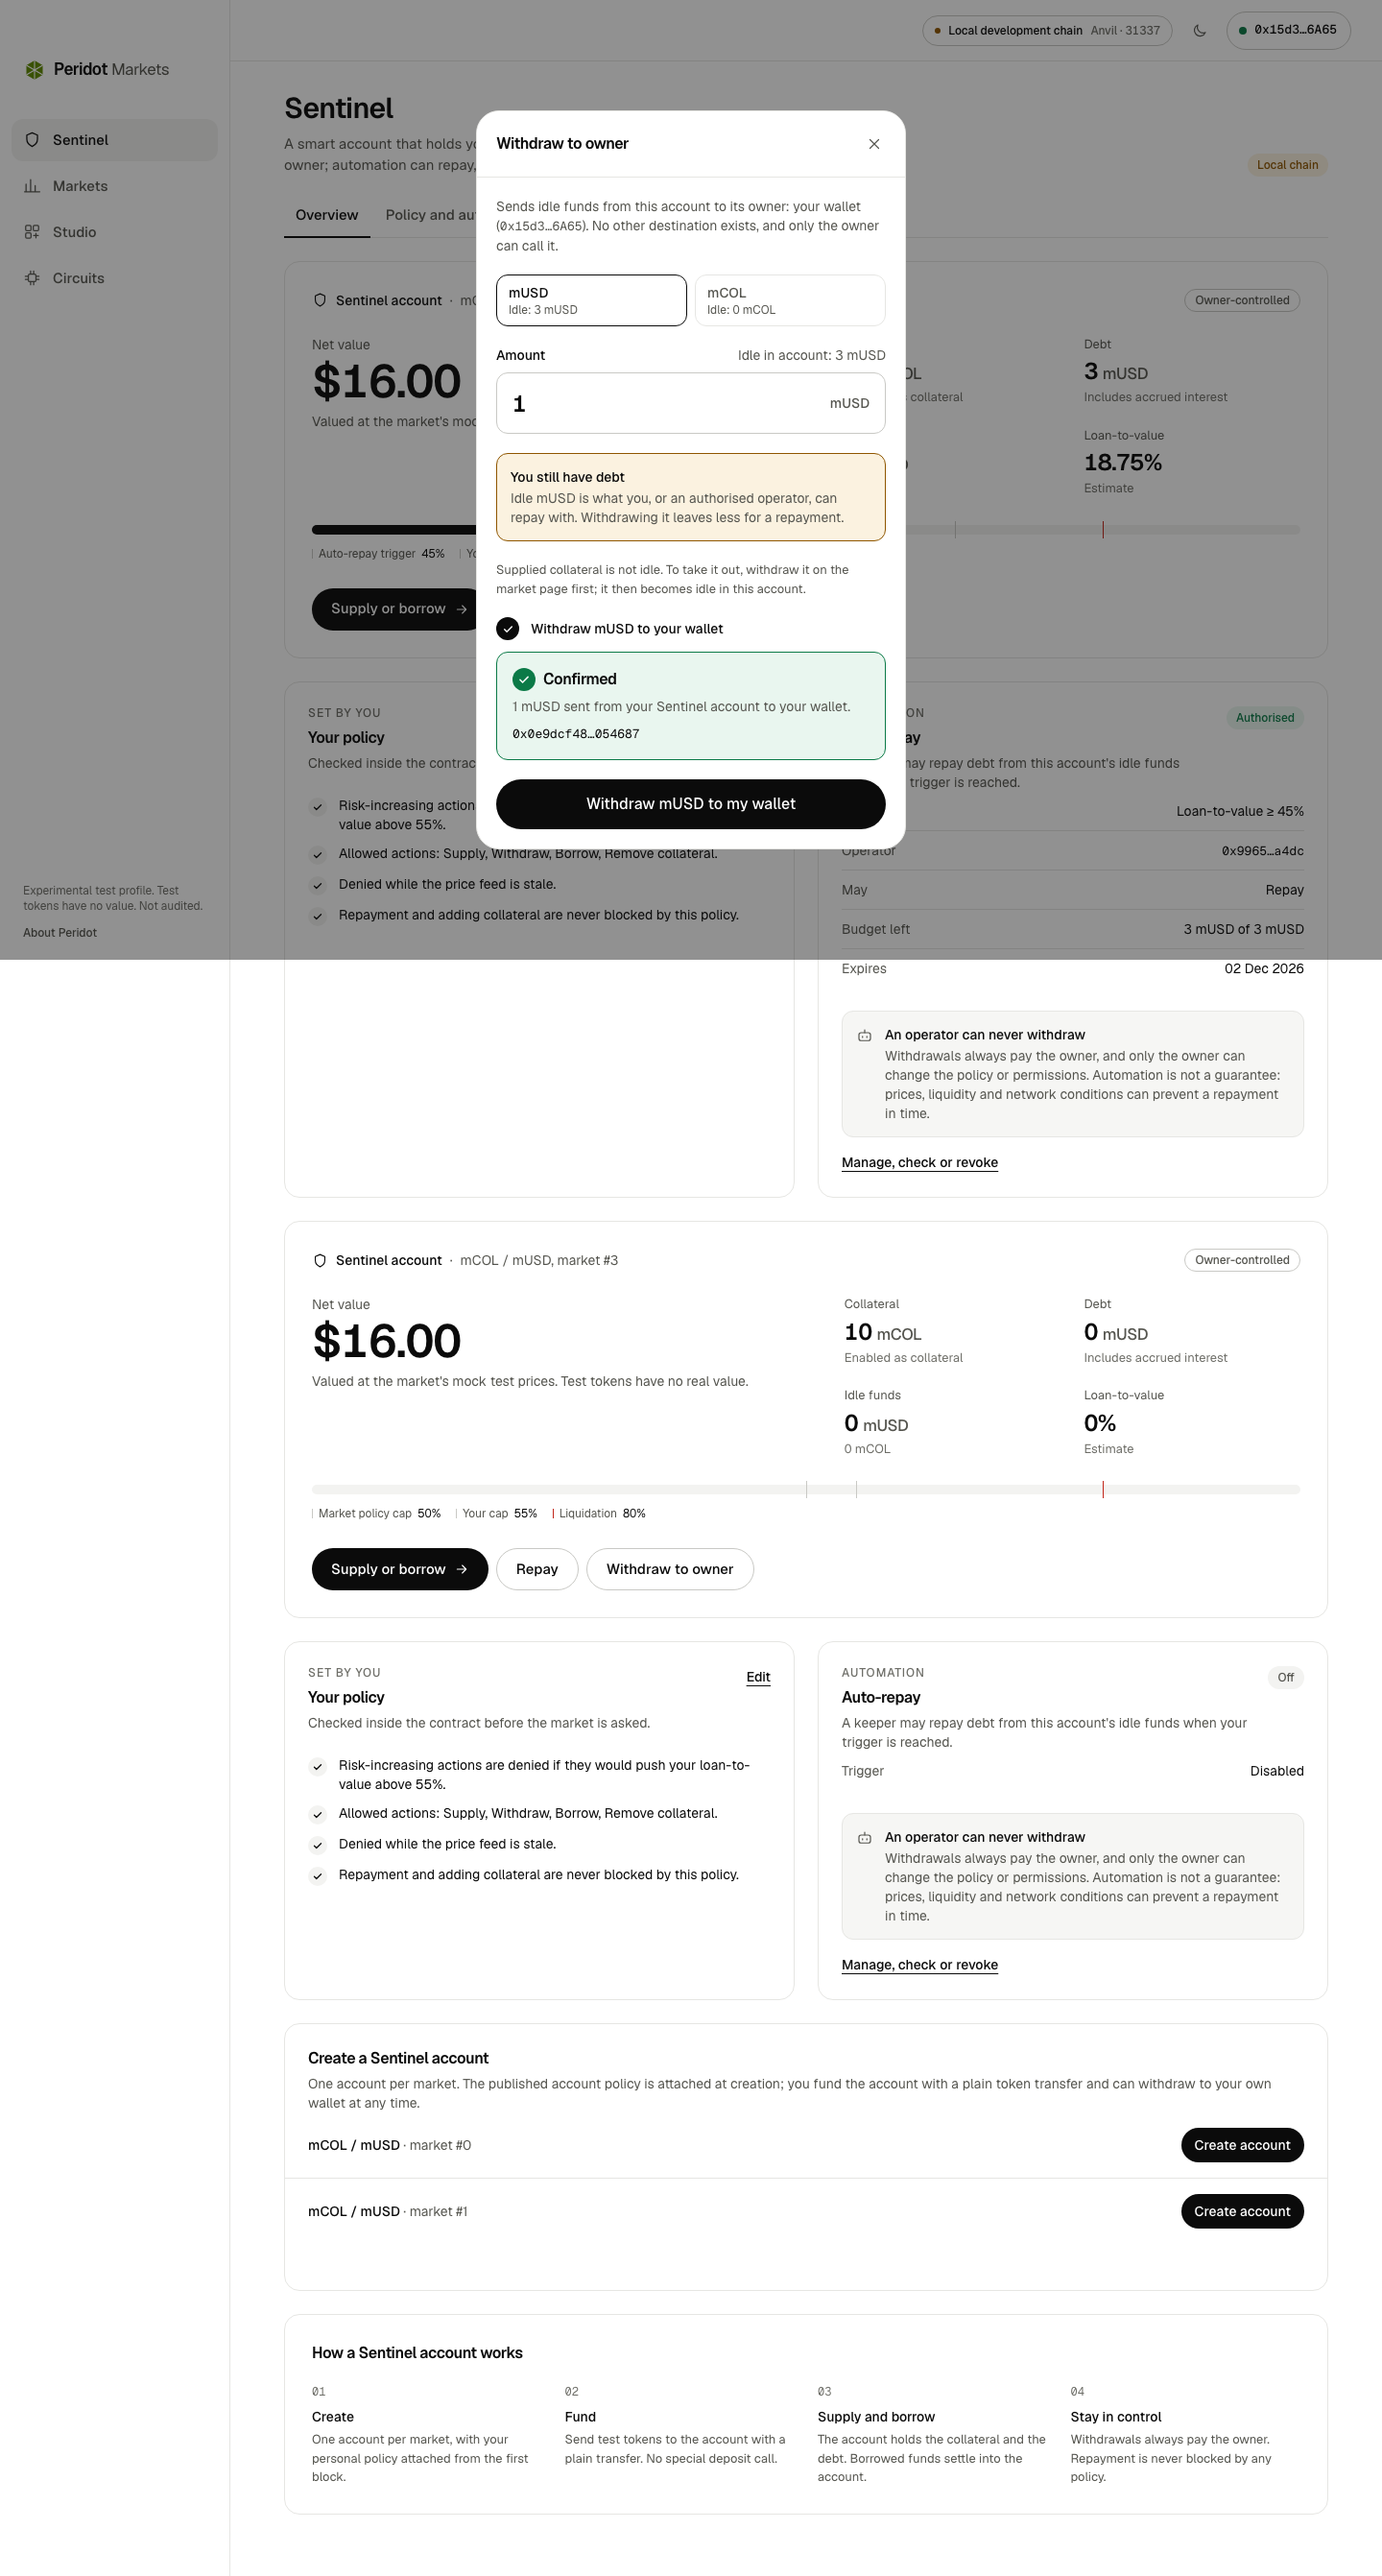 Local development chain Anvil · 31337
0x15d3…6A65
Peridot Markets
Sentinel
Markets
Studio
Circuits
Experimental test profile. Test
tokens have no value. Not audited.
About Peridot
Sentinel
A smart account that holds
owner; automation can repay,
Local chain
Overview
Policy and
Sentinel account ·
Owner-controlled
Net value
$16.00
Valued at the market's
collateral
Debt
3 mUSD
Includes accrued interest
Loan-to-value
18.75%
Estimate
Auto-repay trigger 45%
Supply or borrow →
Withdraw to owner
Sends idle funds from this account to its owner: your wallet
(0x15d3…6A65). No other destination exists, and only the owner
can call it.
mUSD
Idle: 3 mUSD
mCOL
Idle: 0 mCOL
Amount
Idle in account: 3 mUSD
1
mUSD
You still have debt
Idle mUSD is what you, or an authorised operator, can
repay with. Withdrawing it leaves less for a repayment.
Supplied collateral is not idle. To take it out, withdraw it on the
market page first; it then becomes idle in this account.
Withdraw mUSD to your wallet
Confirmed
1 mUSD sent from your Sentinel account to your wallet.
0x0e9dcf48…054687
Withdraw mUSD to my wallet
SET BY YOU
Your policy
Checked inside the
Risk-increasing
value above 55%.
Allowed actions: Supply, Withdraw, Borrow, Remove collateral.
Denied while the price feed is stale.
Repayment and adding collateral are never blocked by this policy.
Authorised
may repay debt from this account's idle funds
trigger is reached.
Loan-to-value ≥ 45%
Operator
0x9965…a4dc
May
Repay
Budget left
3 mUSD of 3 mUSD
Expires
02 Dec 2026
An operator can never withdraw
Withdrawals always pay the owner, and only the owner can
change the policy or permissions. Automation is not a guarantee:
prices, liquidity and network conditions can prevent a repayment
in time.
Manage, check or revoke
Sentinel account · mCOL / mUSD, market #3
Owner-controlled
Net value
$16.00
Valued at the market's mock test prices. Test tokens have no real value.
Collateral
10 mCOL
Enabled as collateral
Debt
0 mUSD
Includes accrued interest
Idle funds
0 mUSD
0 mCOL
Loan-to-value
0%
Estimate
Market policy cap 50%
Your cap 55%
Liquidation 80%
Supply or borrow →
Repay
Withdraw to owner
SET BY YOU
Your policy
Edit
Checked inside the contract before the market is asked.
Risk-increasing actions are denied if they would push your loan-to-
value above 55%.
Allowed actions: Supply, Withdraw, Borrow, Remove collateral.
Denied while the price feed is stale.
Repayment and adding collateral are never blocked by this policy.
AUTOMATION
Auto-repay
Off
A keeper may repay debt from this account's idle funds when your
trigger is reached.
Trigger
Disabled
An operator can never withdraw
Withdrawals always pay the owner, and only the owner can
change the policy or permissions. Automation is not a guarantee:
prices, liquidity and network conditions can prevent a repayment
in time.
Manage, check or revoke
Create a Sentinel account
One account per market. The published account policy is attached at creation; you fund the account with a plain token transfer and can withdraw to your own
wallet at any time.
mCOL / mUSD · market #0
Create account
mCOL / mUSD · market #1
Create account
How a Sentinel account works
01
Create
One account per market, with your
personal policy attached from the first
block.
02
Fund
Send test tokens to the account with a
plain transfer. No special deposit call.
03
Supply and borrow
The account holds the collateral and the
debt. Borrowed funds settle into the
account.
04
Stay in control
Withdrawals always pay the owner.
Repayment is never blocked by any
policy.